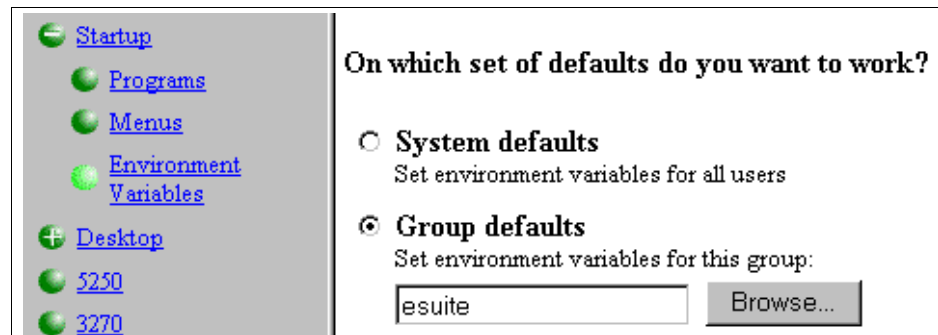 Startup
Programs
Menus
Environment
Variables
Desktop
5250
3270
On which set of defaults do you want to work?
System defaults
Set environment variables for all users
Group defaults
Set environment variables for this group:
esuite
Browse...